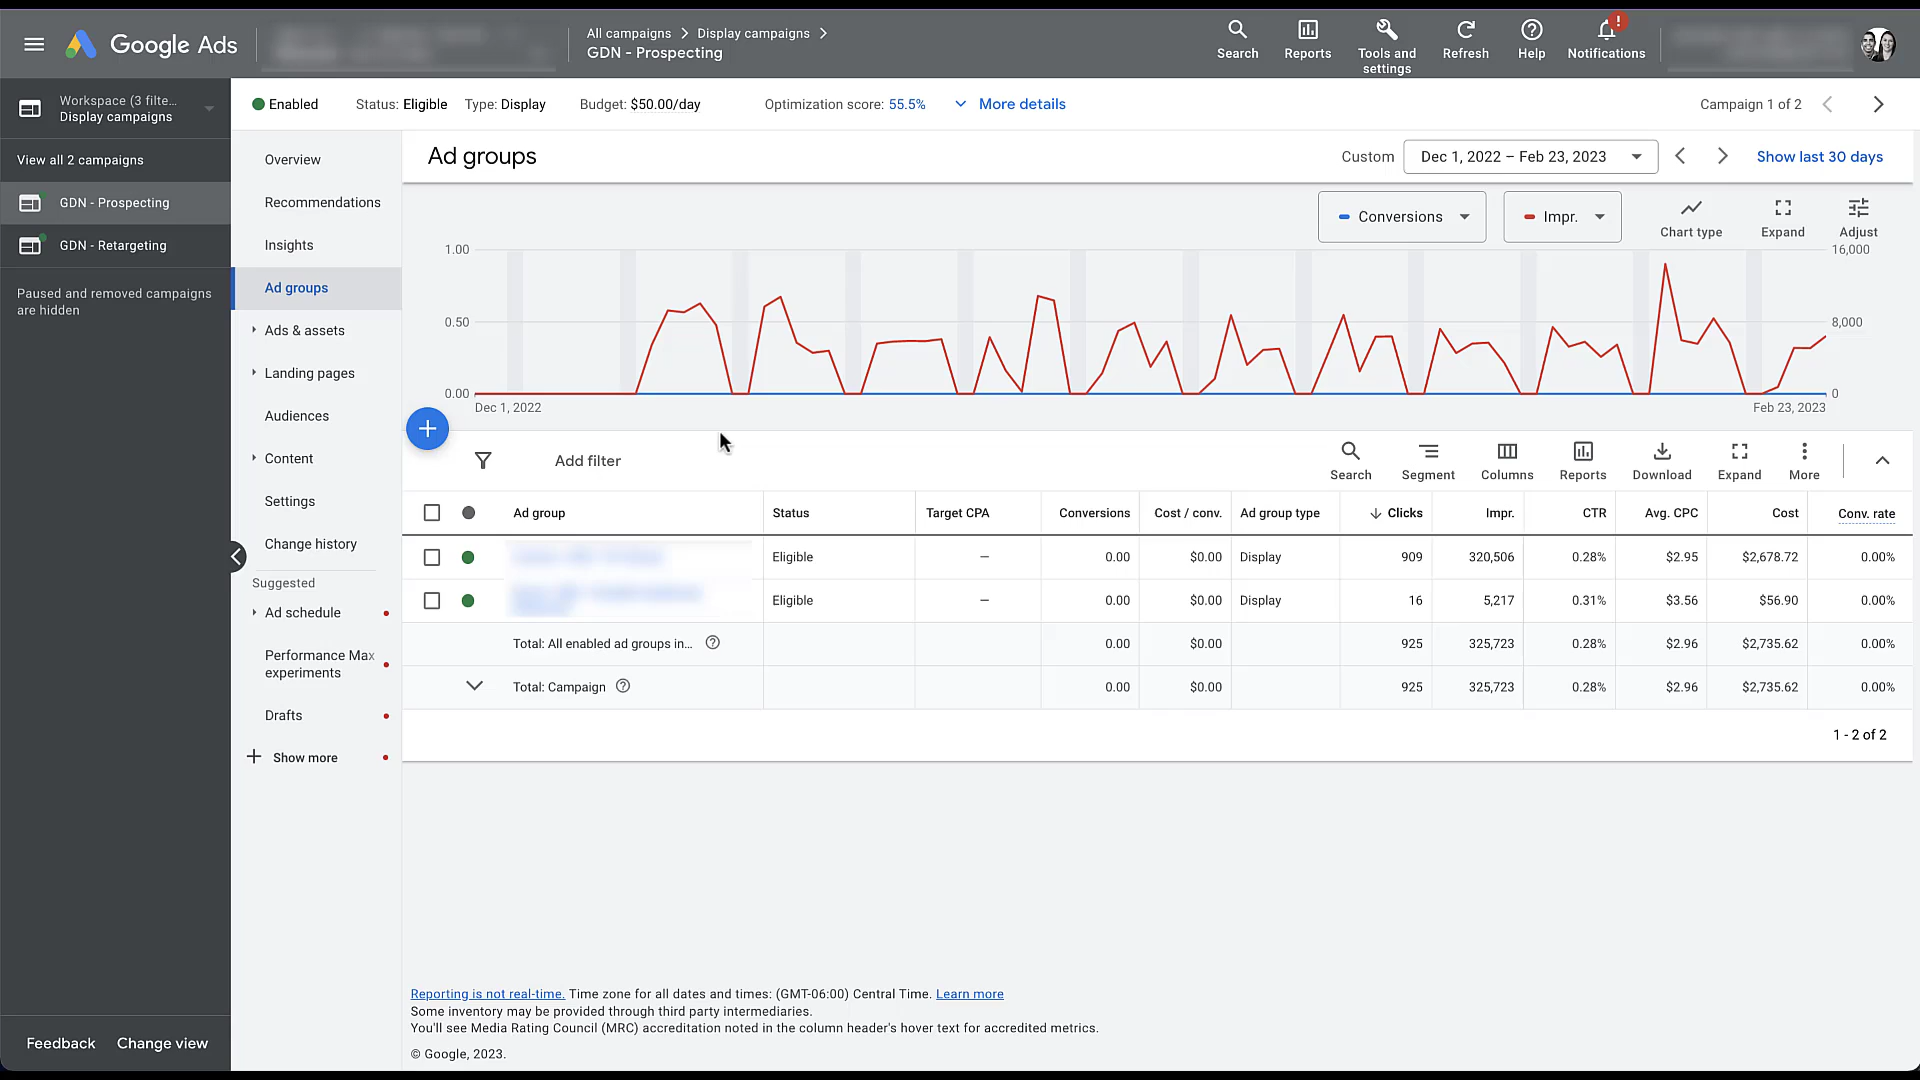 Google Ads
All campaigns > Display campaigns >
GDN - Prospecting
Search
Reports
Tools and settings
Refresh
Help
!
Notifications
Workspace (3 filte...
Display campaigns
View all 2 campaigns
GDN - Prospecting
GDN - Retargeting
Paused and removed campaigns
are hidden
Feedback
Change view
Enabled
Status: Eligible
Type: Display
Budget: $50.00/day
Optimization score: 55.5%
More details
Campaign 1 of 2
Overview
Recommendations
Insights
Ad groups
Ads & assets
Landing pages
Audiences
Content
Settings
Change history
Suggested
Ad schedule
Performance Max
experiments
Drafts
Show more
Ad groups
Custom
Dec 1, 2022 – Feb 23, 2023
Show last 30 days
Conversions
Impr.
Chart type
Expand
Adjust
1.00
16,000
0.50
8,000
0.00
0
Dec 1, 2022
Feb 23, 2023
Add filter
Search
Segment
Columns
Reports
Download
Expand
More
Ad group Status Target CPA Conversions Cost / conv. Ad group type Clicks Impr. CTR Avg. CPC Cost Conv. rate
Eligible — 0.00 $0.00 Display 909 320,506 0.28% $2.95 $2,678.72 0.00%
Eligible — 0.00 $0.00 Display 16 5,217 0.31% $3.56 $56.90 0.00%
Total: All enabled ad groups in... 0.00 $0.00 925 325,723 0.28% $2.96 $2,735.62 0.00%
Total: Campaign 0.00 $0.00 925 325,723 0.28% $2.96 $2,735.62 0.00%
1 - 2 of 2
Reporting is not real-time. Time zone for all dates and times: (GMT-06:00) Central Time. Learn more
Some inventory may be provided through third party intermediaries.
You'll see Media Rating Council (MRC) accreditation noted in the column header's hover text for accredited metrics.
© Google, 2023.